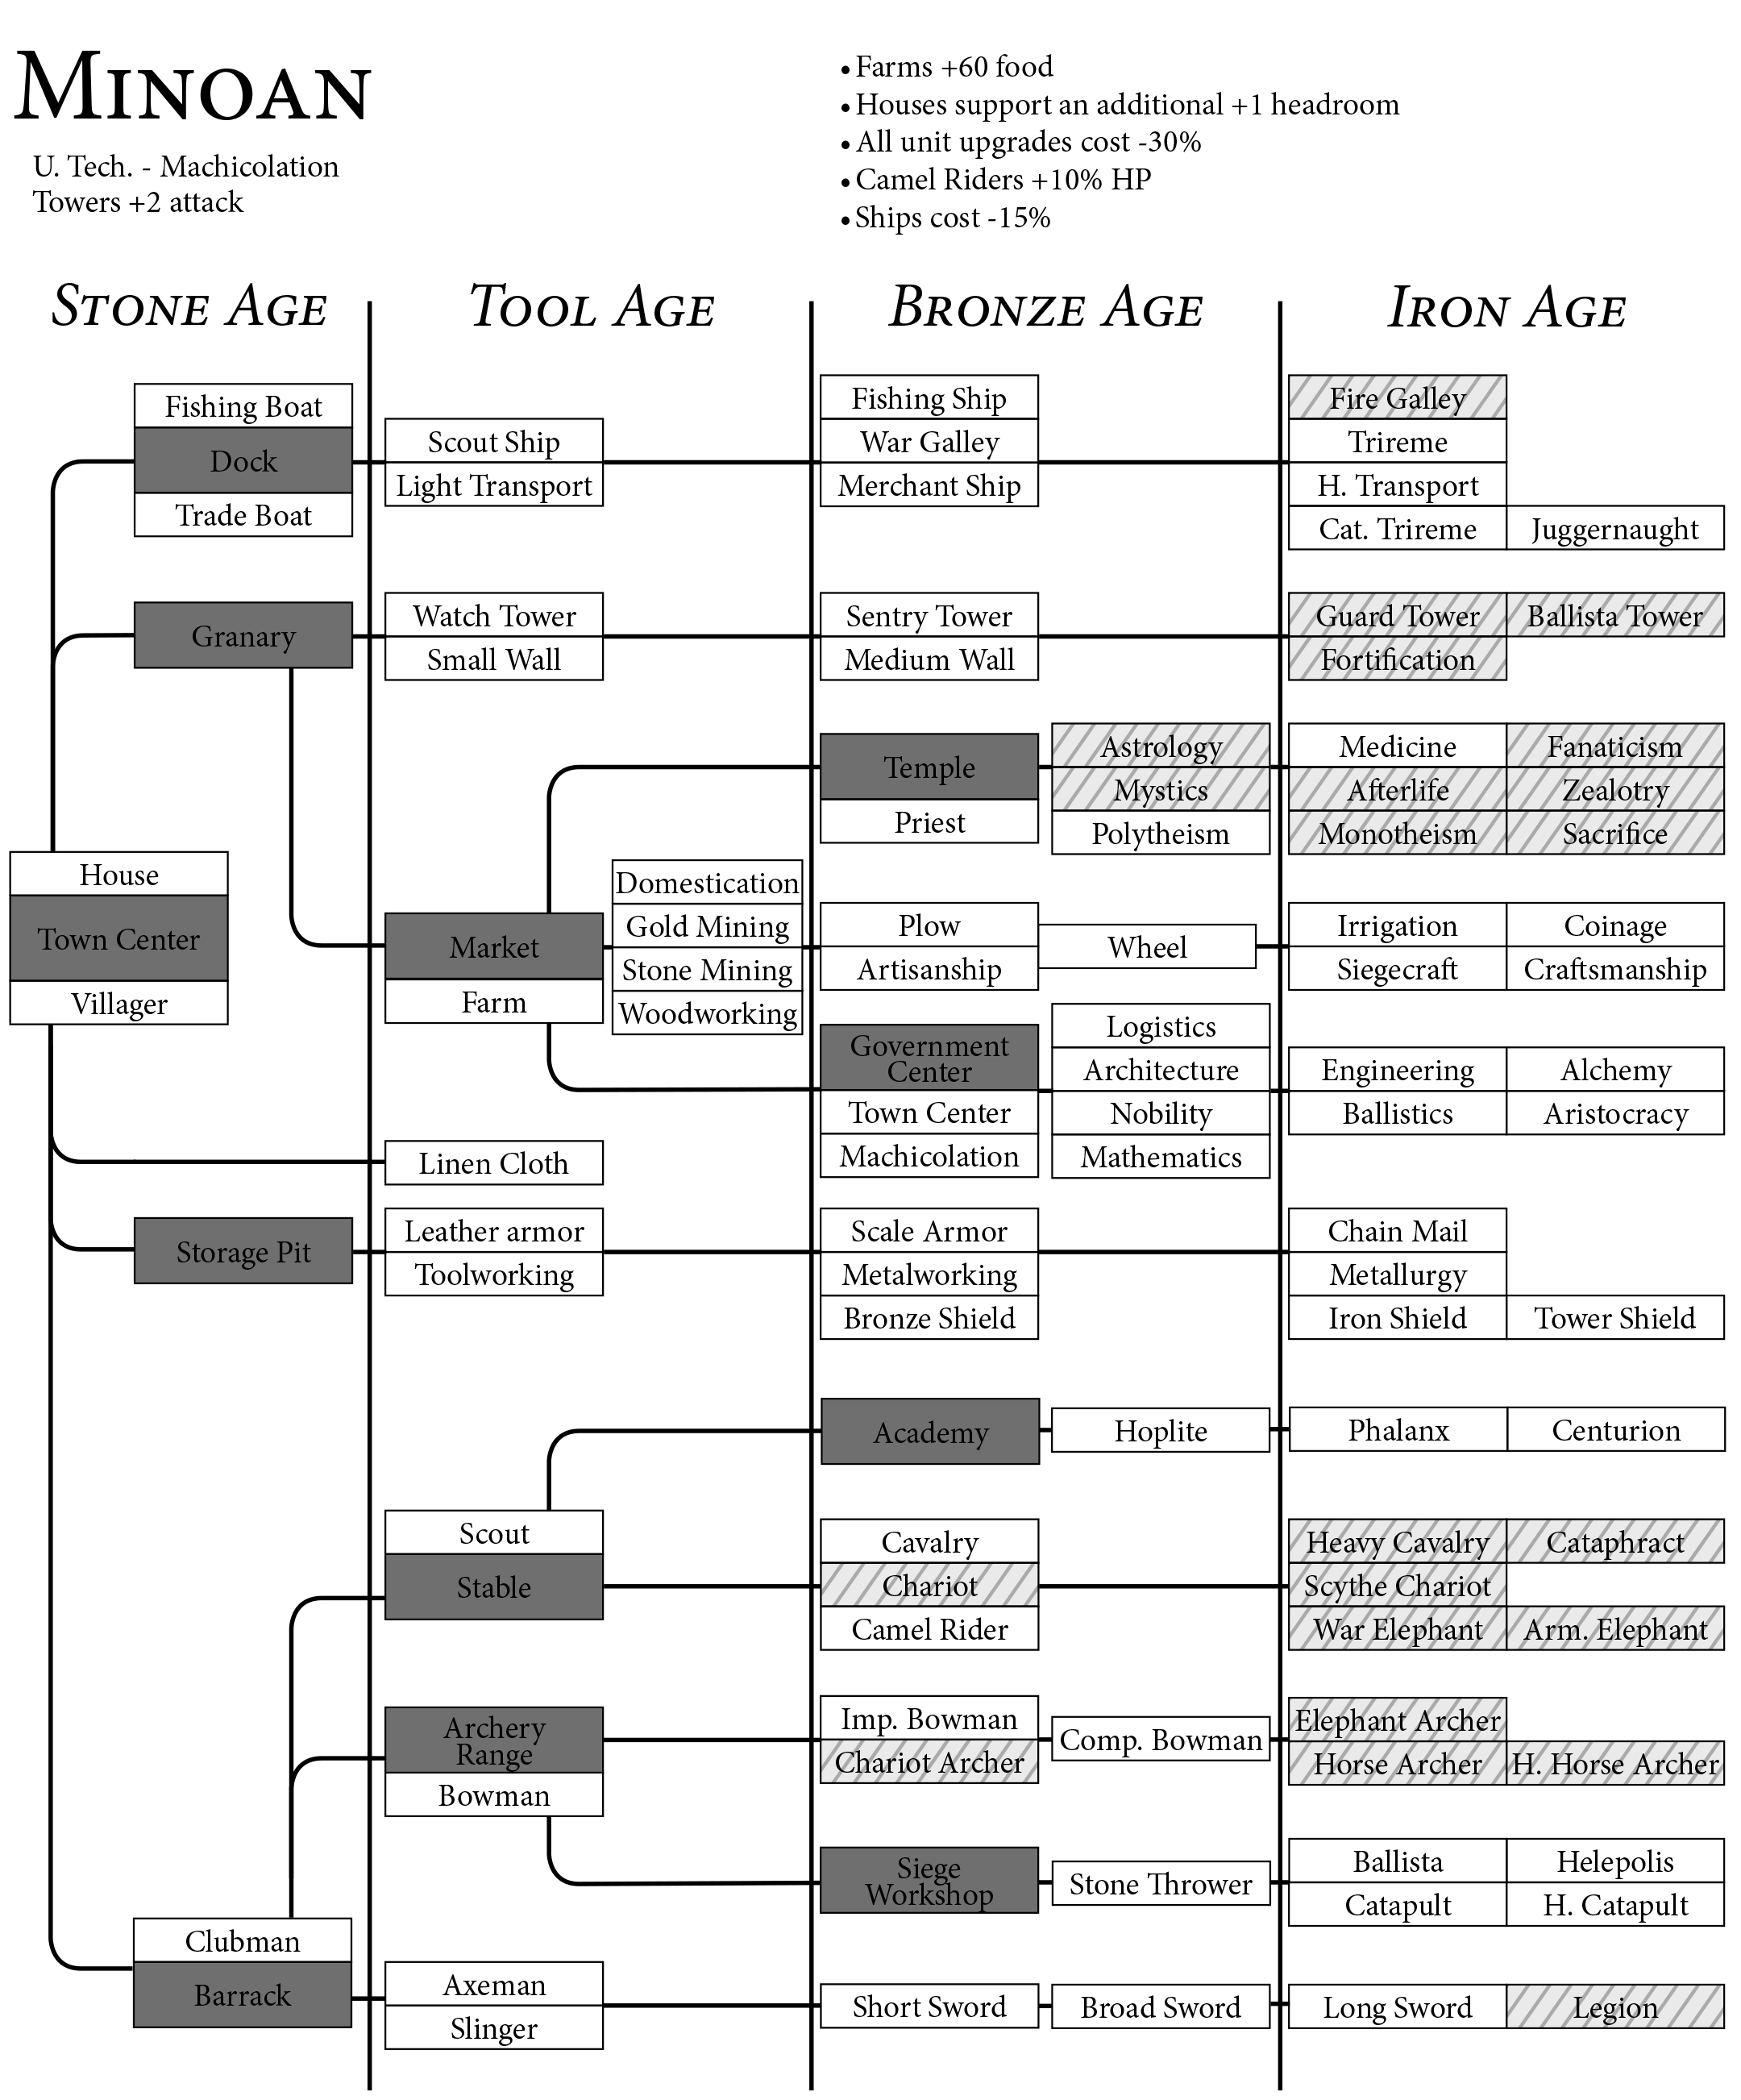 MINOAN
U. Tech. - Machicolation
Towers +2 attack
• Farms +60 food
• Houses support an additional +1 headroom
• All unit upgrades cost -30%
• Camel Riders +10% HP
• Ships cost -15%
STONE AGE
TOOL AGE
BRONZE AGE
IRON AGE
Fishing Boat
Dock
Trade Boat
Scout Ship
Light Transport
Fishing Ship
War Galley
Merchant Ship
Fire Galley
Trireme
H. Transport
Cat. Trireme
Juggernaught
Granary
Watch Tower
Small Wall
Sentry Tower
Medium Wall
Guard Tower
Ballista Tower
Fortification
Temple
Priest
Astrology
Mystics
Polytheism
Medicine
Fanaticism
Afterlife
Zealotry
Monotheism
Sacrifice
House
Town Center
Villager
Market
Farm
Domestication
Gold Mining
Stone Mining
Woodworking
Plow
Artisanship
Wheel
Irrigation
Coinage
Siegecraft
Craftsmanship
Government
Center
Town Center
Machicolation
Logistics
Architecture
Nobility
Mathematics
Engineering
Alchemy
Ballistics
Aristocracy
Linen Cloth
Storage Pit
Leather armor
Toolworking
Scale Armor
Metalworking
Bronze Shield
Chain Mail
Metallurgy
Iron Shield
Tower Shield
Academy
Hoplite
Phalanx
Centurion
Scout
Stable
Cavalry
Chariot
Camel Rider
Heavy Cavalry
Cataphract
Scythe Chariot
War Elephant
Arm. Elephant
Archery
Range
Bowman
Imp. Bowman
Chariot Archer
Comp. Bowman
Elephant Archer
Horse Archer
H. Horse Archer
Siege
Workshop
Stone Thrower
Ballista
Helepolis
Catapult
H. Catapult
Clubman
Barrack
Axeman
Slinger
Short Sword
Broad Sword
Long Sword
Legion